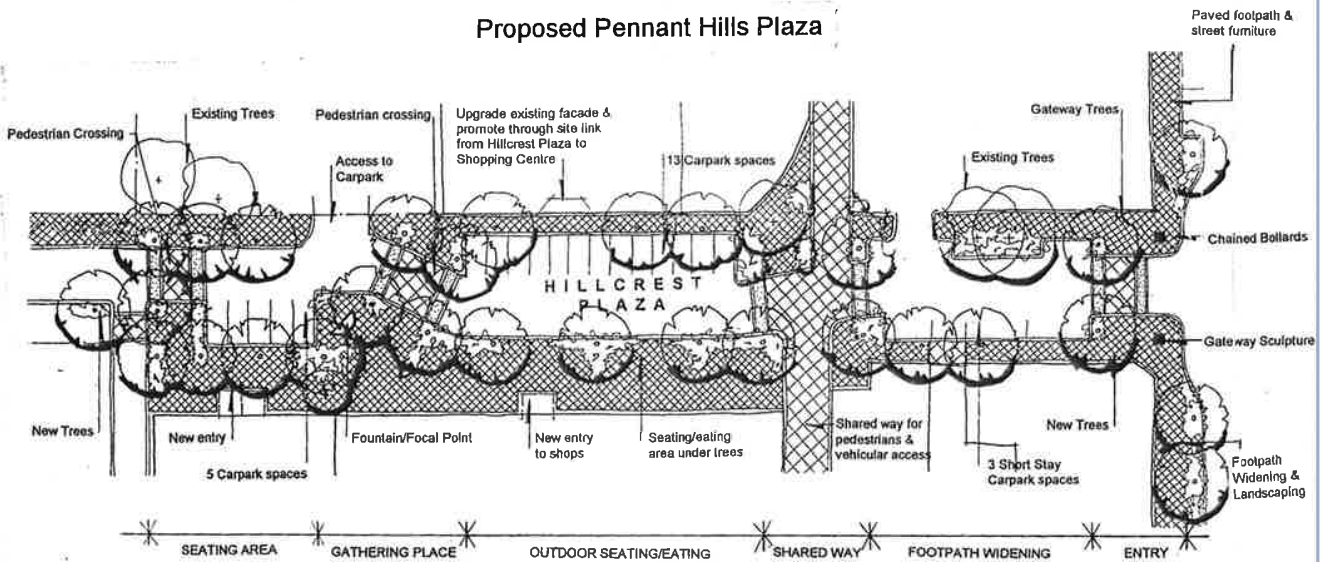 Proposed Pennant Hills Plaza
Paved footpath &
street furniture
Existing Trees
Pedestrian Crossing
Pedestrian crossing
Access to
Carpark
Upgrade existing facade &
promote through site link
from Hillcrest Plaza to
Shopping Centre
13 Carpark spaces
Gateway Trees
Existing Trees
Chained Bollards
HILLCREST
PLAZA
Gateway Sculpture
New Trees
New entry
5 Carpark spaces
Fountain/Focal Point
New entry
to shops
Seating/eating
area under trees
Shared way for
pedestrians &
vehicular access
3 Short Stay
Carpark spaces
New Trees
Footpath
Widening &
Landscaping
SEATING AREA
GATHERING PLACE
OUTDOOR SEATING/EATING
SHARED WAY
FOOTPATH WIDENING
ENTRY